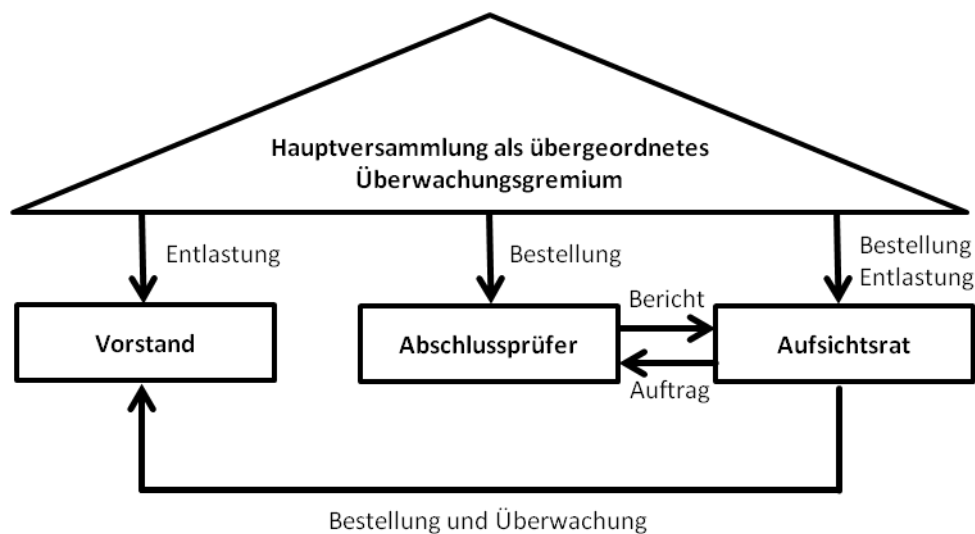 Hauptversammlung als übergeordnetes
Überwachungsgremium
Entlastung
Bestellung
Bestellung
Entlastung
Vorstand
Abschlussprüfer
Bericht
Auftrag
Aufsichtsrat
Bestellung und Überwachung